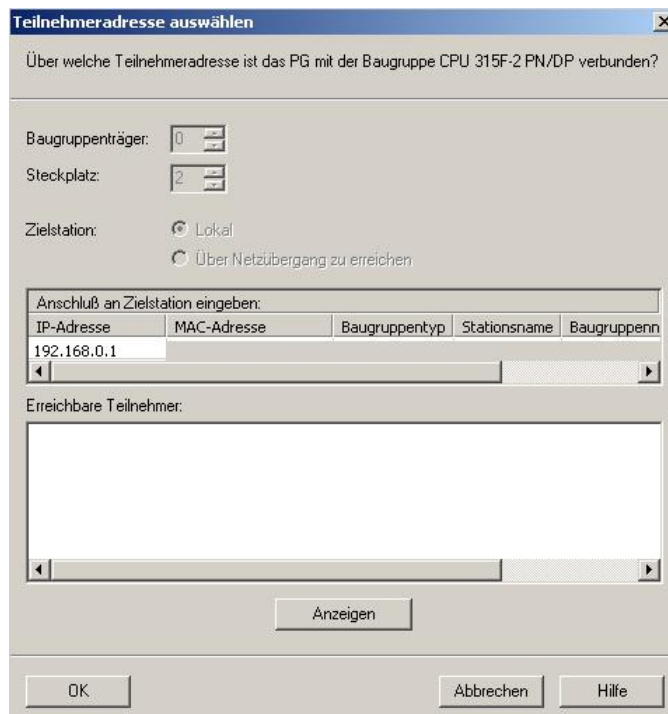 Teilnehmeradresse auswählen
Über welche Teilnehmeradresse ist das PG mit der Baugruppe CPU 315F-2 PN/DP verbunden?
Baugruppenträger: 0
Steckplatz: 2
Zielstation: Lokal
Über Netzübergang zu erreichen
Anschluß an Zielstation eingeben:
IP-Adresse MAC-Adresse Baugruppentyp Stationsname Baugruppenn
192.168.0.1
Erreichbare Teilnehmer:
Anzeigen
OK Abbrechen Hilfe